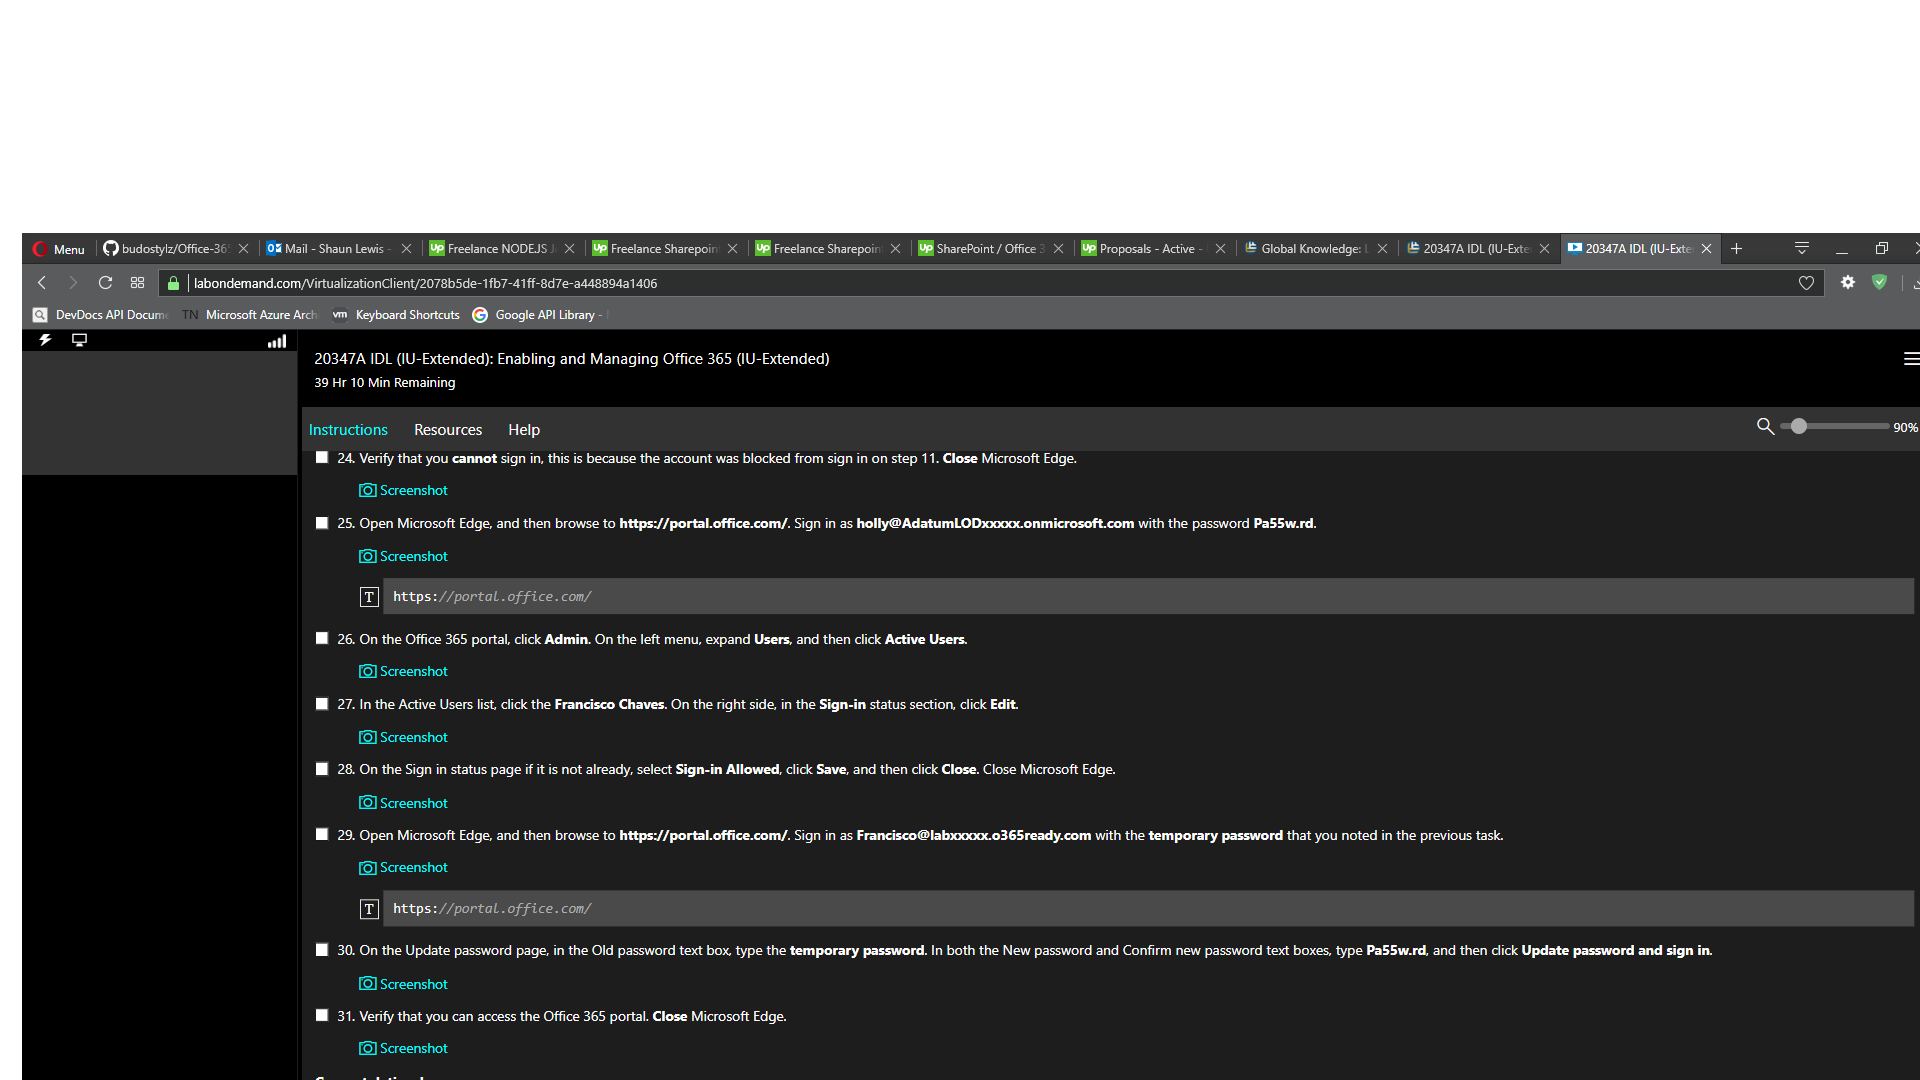 Menu budostylz/Office-365 Mail - Shaun Lewis - Freelance NODEJS J Freelance Sharepoin Freelance Sharepoin SharePoint / Office 3 Proposals - Active - Global Knowledge: L 20347A IDL (IU-Exte 20347A IDL (IU-Exte
labondemand.com/VirtualizationClient/2078b5de-1fb7-41ff-8d7e-a448894a1406
DevDocs API Docume TN Microsoft Azure Arch vm Keyboard Shortcuts Google API Library -
20347A IDL (IU-Extended): Enabling and Managing Office 365 (IU-Extended)
39 Hr 10 Min Remaining
Instructions Resources Help 90%
24. Verify that you cannot sign in, this is because the account was blocked from sign in on step 11. Close Microsoft Edge.
Screenshot
25. Open Microsoft Edge, and then browse to https://portal.office.com/. Sign in as holly@AdatumLODxxxxx.onmicrosoft.com with the password Pa55w.rd.
Screenshot
T https://portal.office.com/
26. On the Office 365 portal, click Admin. On the left menu, expand Users, and then click Active Users.
Screenshot
27. In the Active Users list, click the Francisco Chaves. On the right side, in the Sign-in status section, click Edit.
Screenshot
28. On the Sign in status page if it is not already, select Sign-in Allowed, click Save, and then click Close. Close Microsoft Edge.
Screenshot
29. Open Microsoft Edge, and then browse to https://portal.office.com/. Sign in as Francisco@labxxxxx.o365ready.com with the temporary password that you noted in the previous task.
Screenshot
T https://portal.office.com/
30. On the Update password page, in the Old password text box, type the temporary password. In both the New password and Confirm new password text boxes, type Pa55w.rd, and then click Update password and sign in.
Screenshot
31. Verify that you can access the Office 365 portal. Close Microsoft Edge.
Screenshot